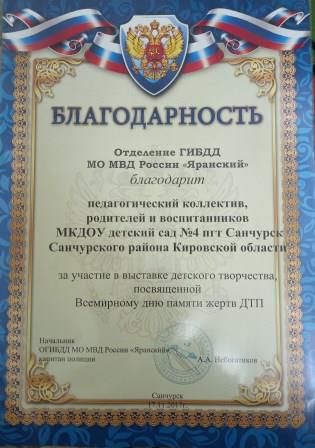 БЛАГОДАРНОСТЬ
Отделение ГИБДД
МО МВД России «Яранский»
благодарит
педагогический коллектив,
родителей и воспитанников
МКДОУ детский сад №4 пгт Санчурск
Санчурского района Кировской области
за участие в выставке детского творчества,
посвященной
Всемирному дню памяти жертв ДТП
Начальник
ОГИБДД МО МВД России «Яранский»
капитан полиции
А.А. Небогатиков
Санчурск